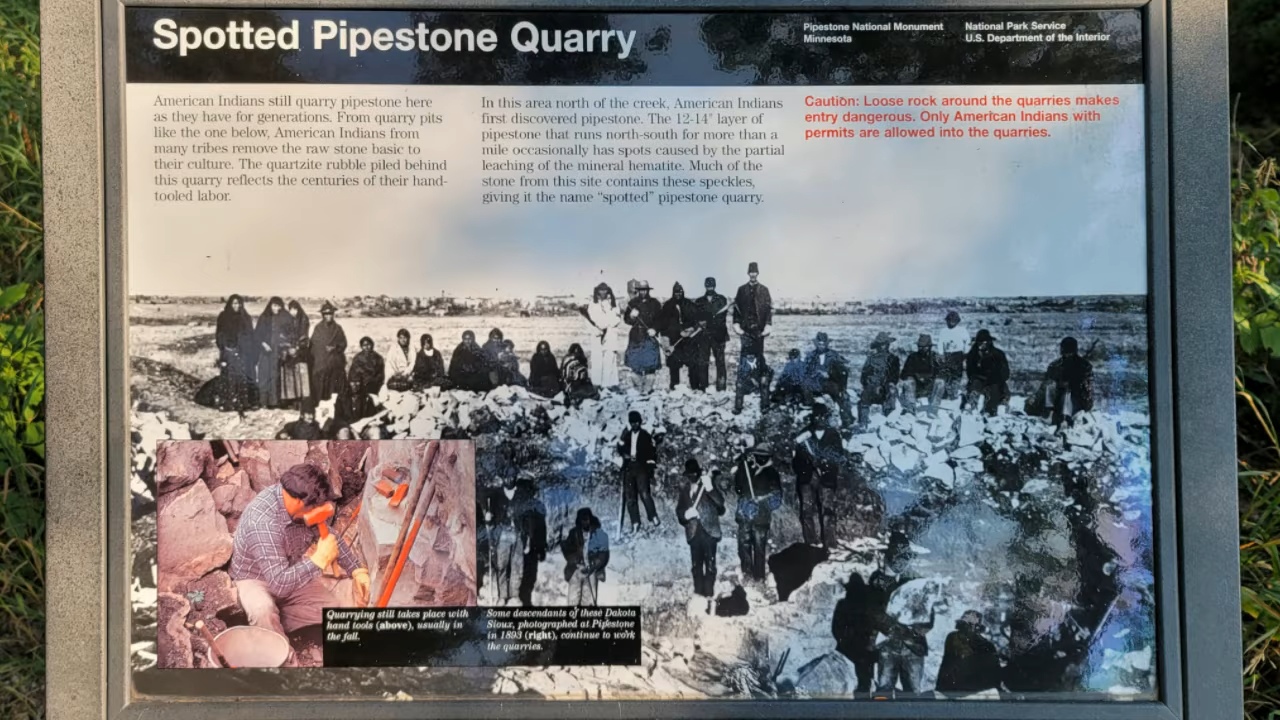 Spotted Pipestone Quarry
Pipestone National Monument
Minnesota
National Park Service
U.S. Department of the Interior
American Indians still quarry pipestone here
as they have for generations. From quarry pits
like the one below, American Indians from
many tribes remove the raw stone basic to
their culture. The quartzite rubble piled behind
this quarry reflects the centuries of their hand-
tooled labor.
In this area north of the creek, American Indians
first discovered pipestone. The 12-14" layer of
pipestone that runs north-south for more than a
mile occasionally has spots caused by the partial
leaching of the mineral hematite. Much of the
stone from this site contains these speckles,
giving it the name “spotted” pipestone quarry.
Caution: Loose rock around the quarries makes
entry dangerous. Only American Indians with
permits are allowed into the quarries.
Quarrying still takes place with
hand tools (above), usually in
the fall.
Some descendants of these Dakota
Sioux, photographed at Pipestone
in 1893 (right), continue to work
the quarries.